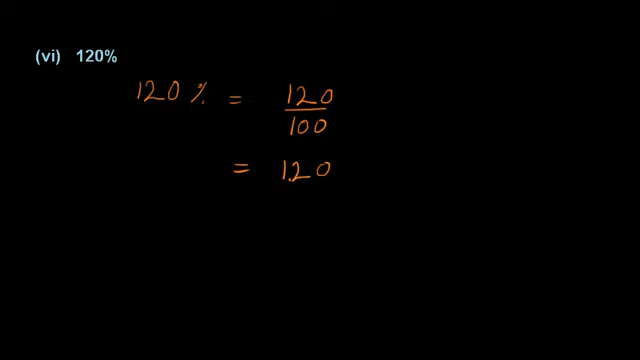 (vi) 120%
120 % = 120/100
= 1.20